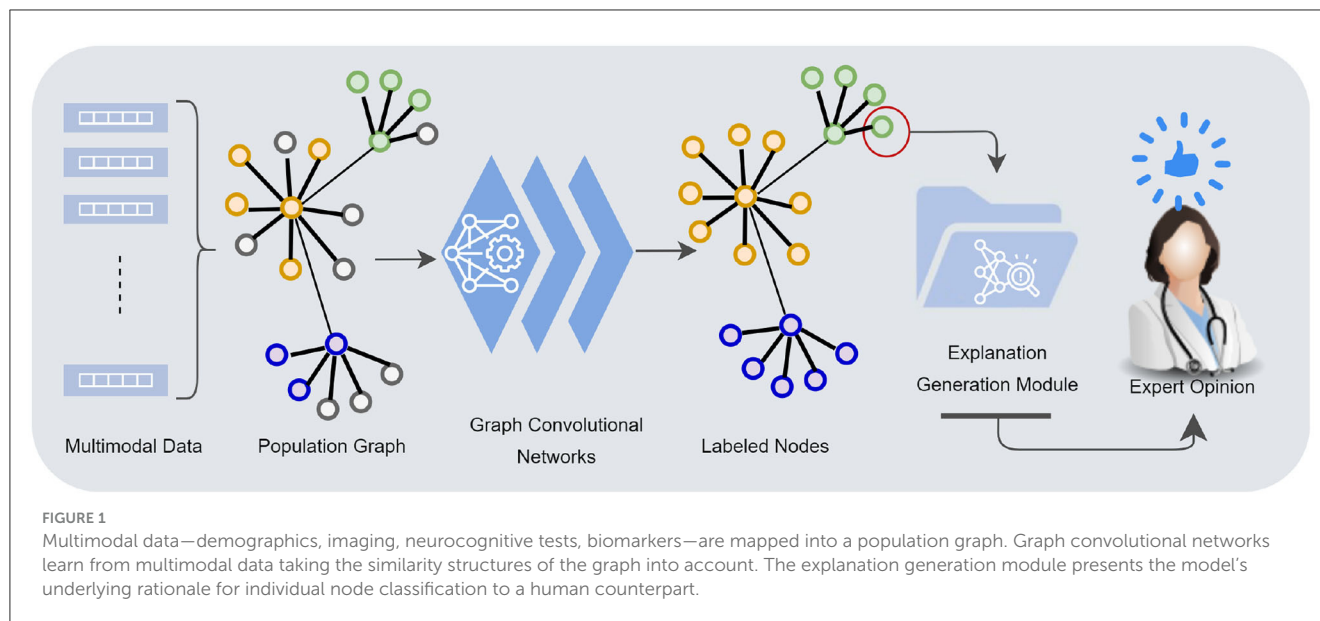 Multimodal Data
Population Graph
Graph Convolutional
Networks
Labeled Nodes
Explanation
Generation Module
Expert Opinion
FIGURE 1
Multimodal data—demographics, imaging, neurocognitive tests, biomarkers—are mapped into a population graph. Graph convolutional networks
learn from multimodal data taking the similarity structures of the graph into account. The explanation generation module presents the model's
underlying rationale for individual node classification to a human counterpart.